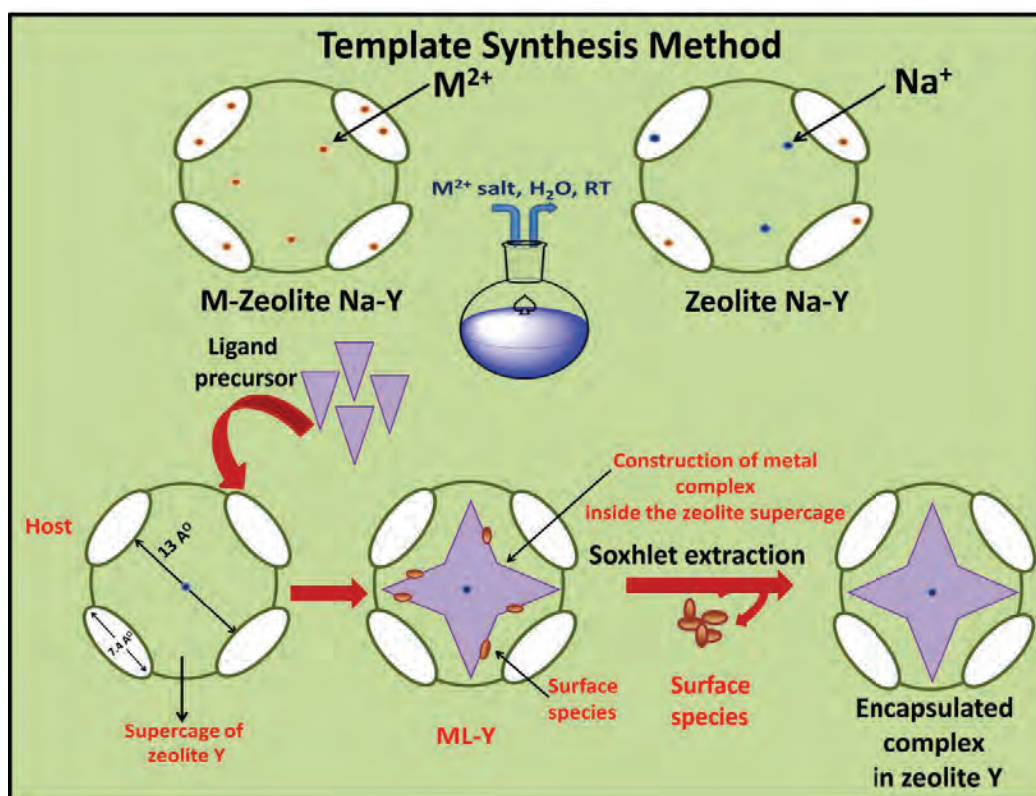 Template Synthesis Method
M²⁺
Na⁺
M²⁺ salt, H₂O, RT
M-Zeolite Na-Y
Zeolite Na-Y
Ligand
precursor
Host
13 A⁰
7.4 A⁰
Supercage of
zeolite Y
Construction of metal
complex
inside the zeolite supercage
Soxhlet extraction
Surface
species
ML-Y
Surface
species
Encapsulated
complex
in zeolite Y